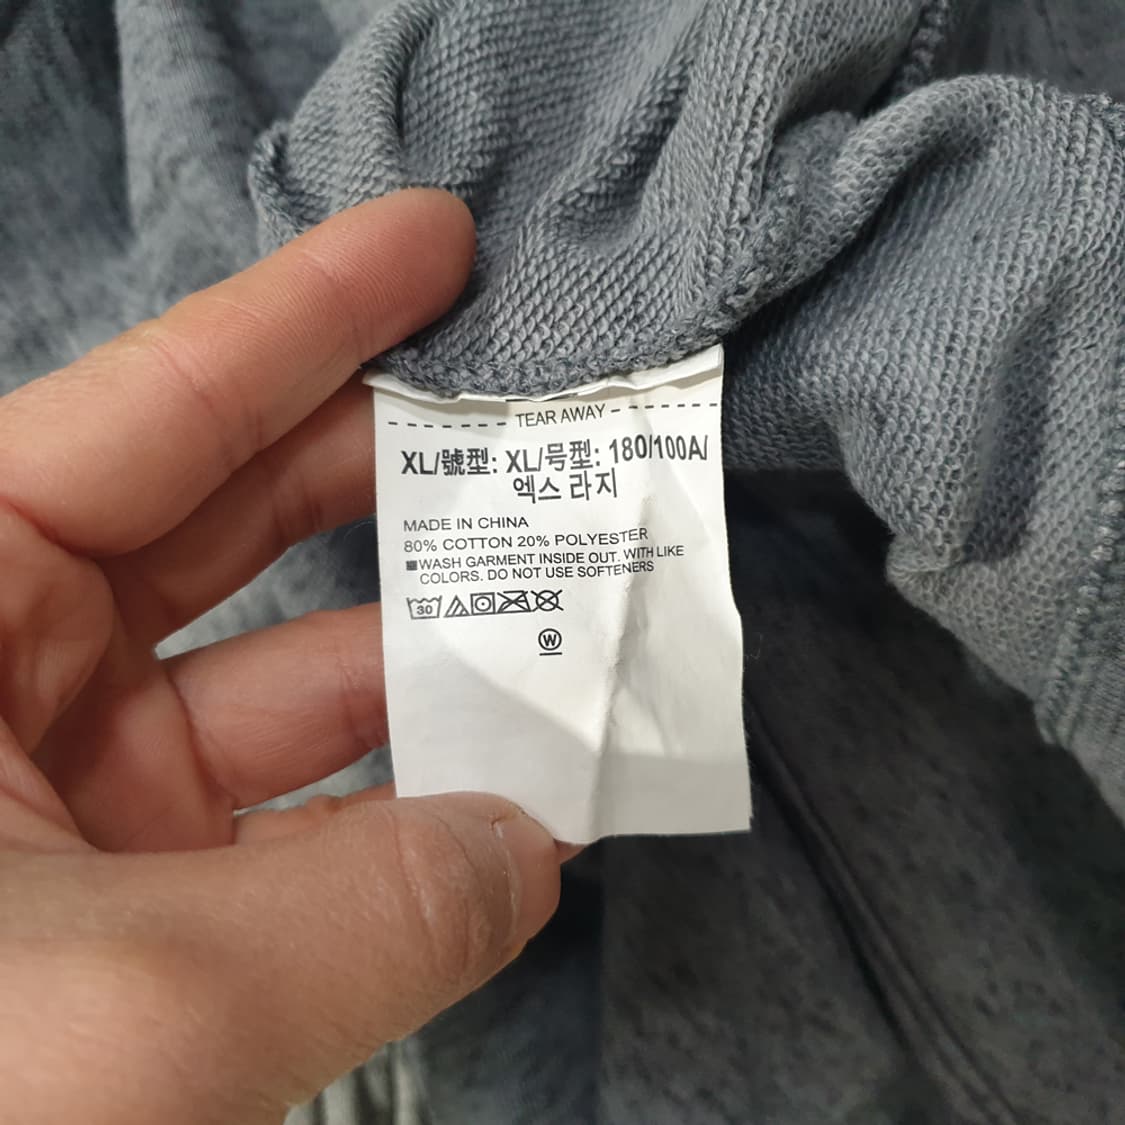 TEAR AWAY
XL/號型: XL/号型: 180/100A/
엑스 라지
MADE IN CHINA
80% COTTON 20% POLYESTER
WASH GARMENT INSIDE OUT. WITH LIKE
COLORS. DO NOT USE SOFTENERS
30
W